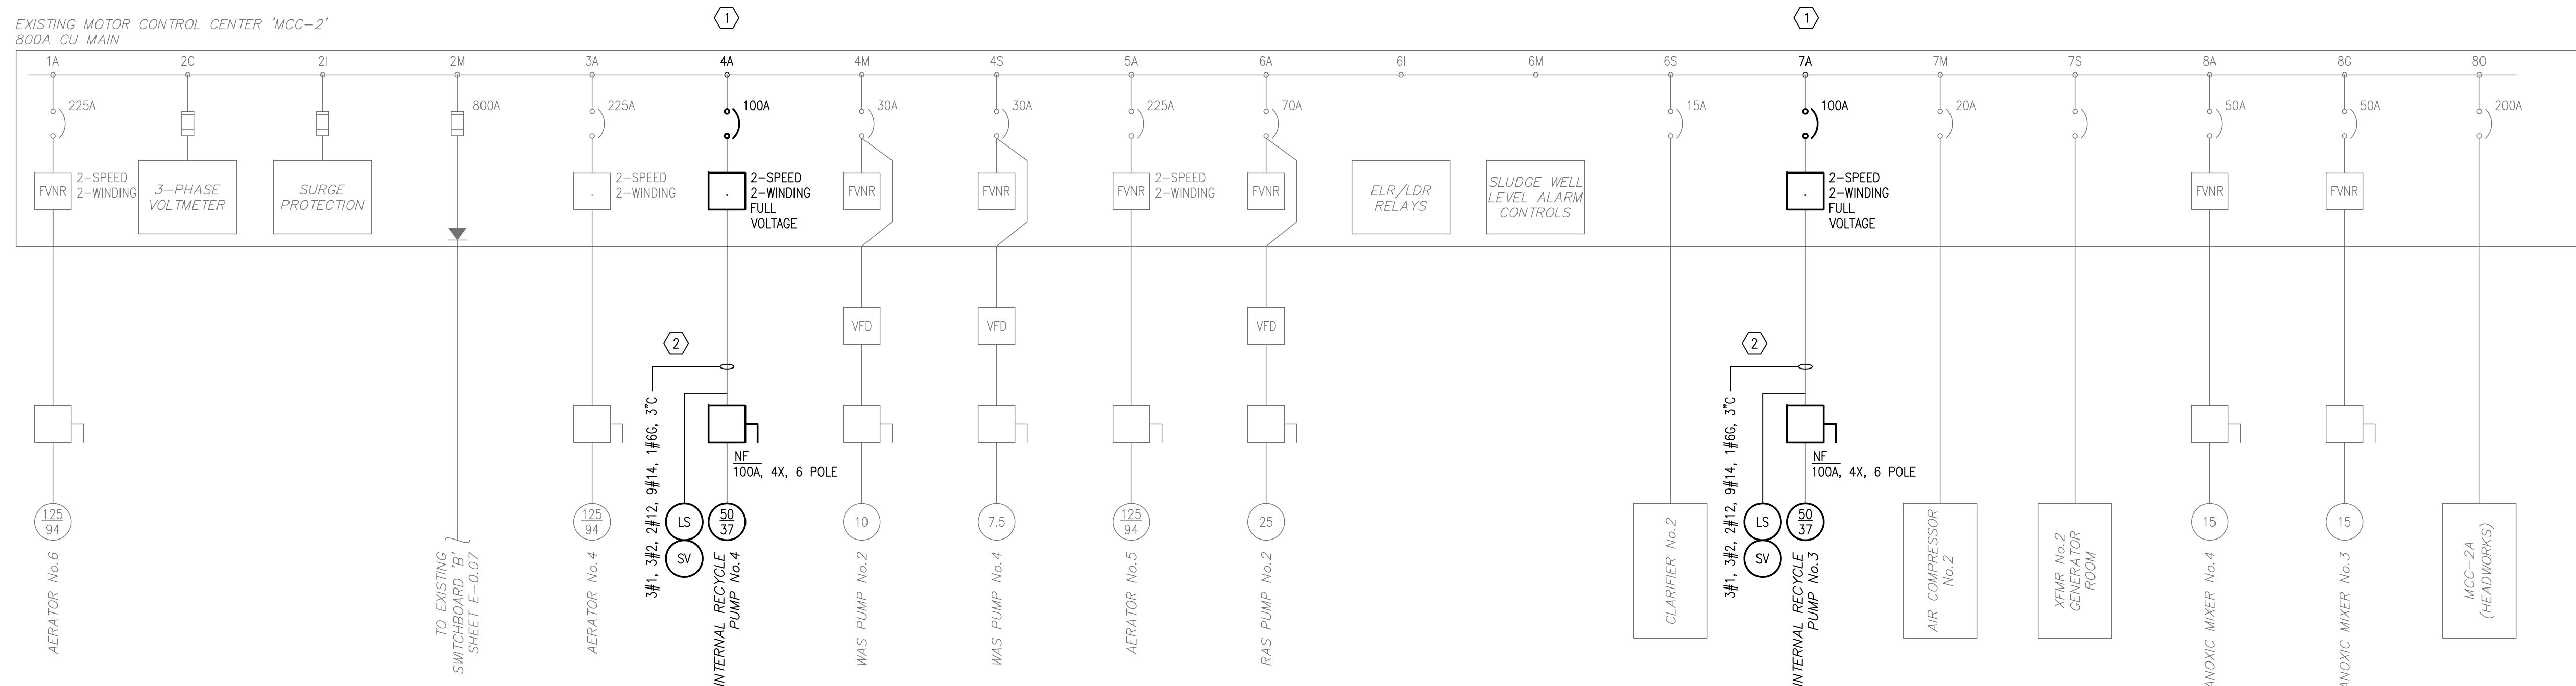 EXISTING MOTOR CONTROL CENTER 'MCC-2'
800A CU MAIN
1
1
1A
2C
2I
2M
3A
4A
4M
4S
5A
6A
6I
6M
6S
7A
7M
7S
8A
8G
8O
225A
800A
225A
100A
30A
30A
225A
70A
15A
100A
20A
50A
50A
200A
FVNR
2-SPEED
2-WINDING
3-PHASE
VOLTMETER
SURGE
PROTECTION
.
2-SPEED
2-WINDING
.
2-SPEED
2-WINDING
FULL
VOLTAGE
FVNR
FVNR
FVNR
2-SPEED
2-WINDING
FVNR
ELR/LDR
RELAYS
SLUDGE WELL
LEVEL ALARM
CONTROLS
.
2-SPEED
2-WINDING
FULL
VOLTAGE
FVNR
FVNR
VFD
VFD
VFD
2
2
3#1, 3#2, 2#12, 9#14, 1#6G, 3"C
3#1, 3#2, 2#12, 9#14, 1#6G, 3"C
NF
100A, 4X, 6 POLE
NF
100A, 4X, 6 POLE
125
94
125
94
LS
SV
50
37
10
7.5
125
94
25
LS
SV
50
37
15
15
AERATOR No.6
TO EXISTING
SWITCHBOARD 'B'
SHEET E-0.07
AERATOR No.4
INTERNAL RECYCLE
PUMP No.4
WAS PUMP No.2
WAS PUMP No.4
AERATOR No.5
RAS PUMP No.2
CLARIFIER No.2
INTERNAL RECYCLE
PUMP No.3
AIR COMPRESSOR
No.2
XFMR No.2
GENERATOR
ROOM
ANOXIC MIXER No.4
ANOXIC MIXER No.3
MCC-2A
(HEADWORKS)